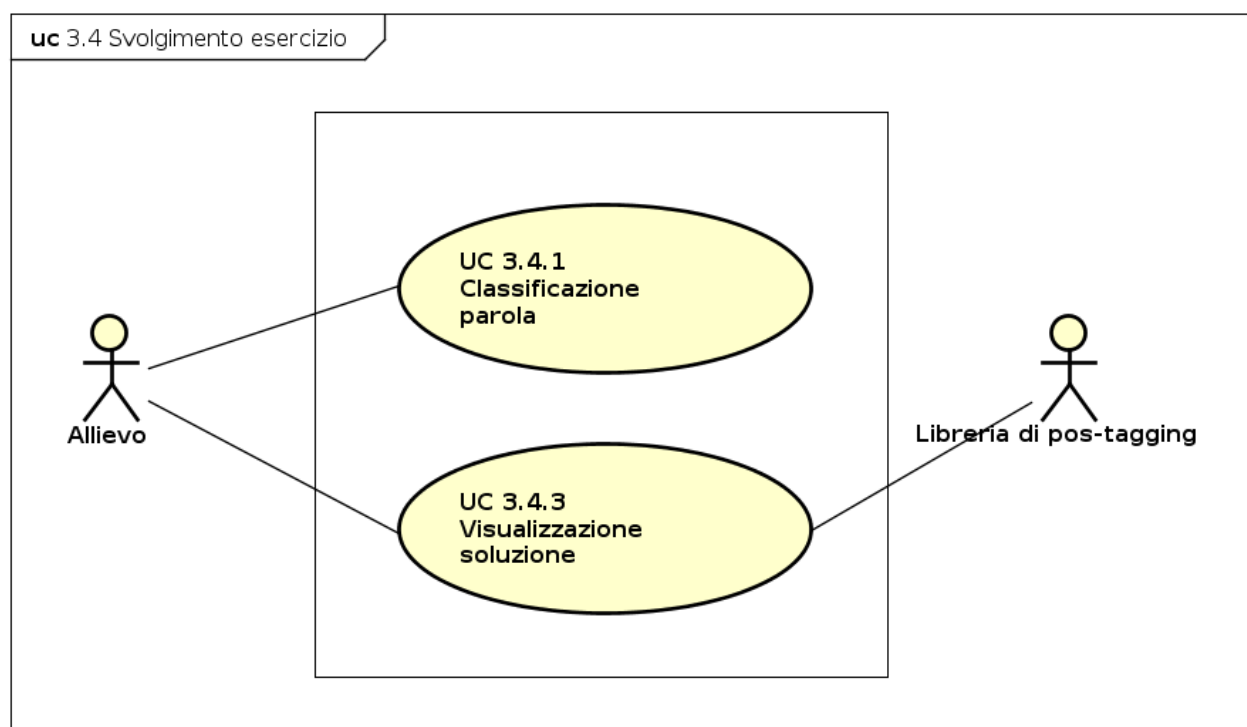 uc 3.4 Svolgimento esercizio
UC 3.4.1
Classificazione
parola
Allievo
Libreria di pos-tagging
UC 3.4.3
Visualizzazione
soluzione